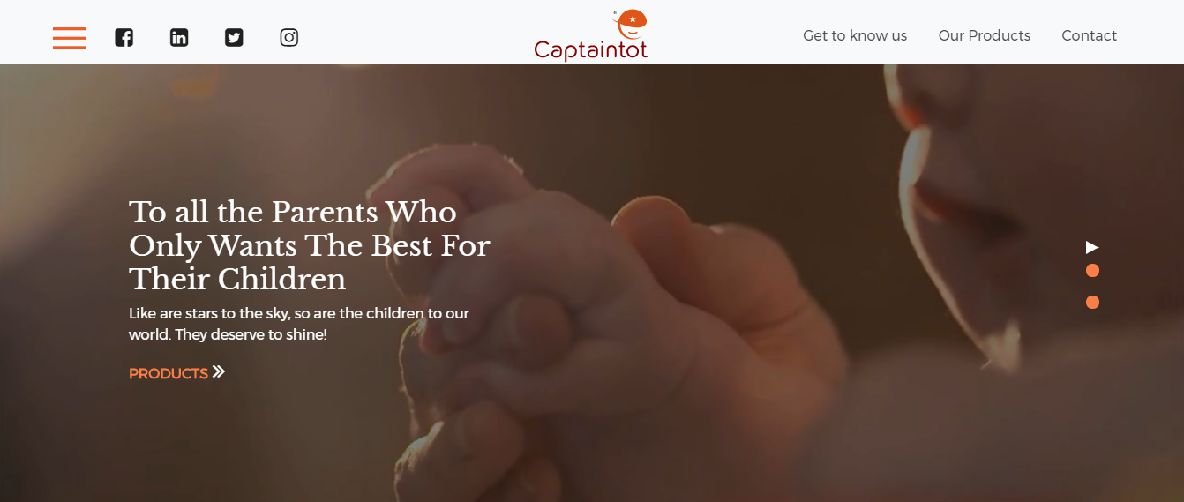 Captaintot
Get to know us
Our Products
Contact
To all the Parents Who
Only Wants The Best For
Their Children
Like are stars to the sky, so are the children to our
world. They deserve to shine!
PRODUCTS »